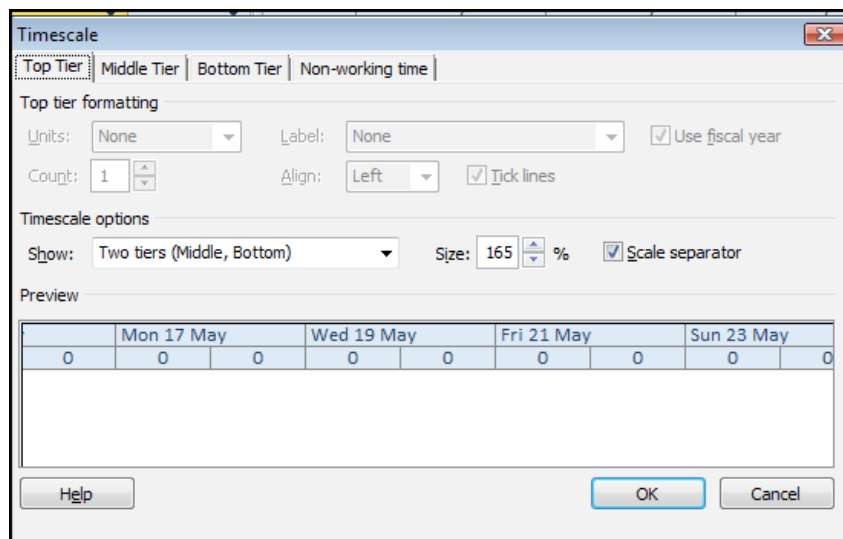 Timescale
Top Tier Middle Tier Bottom Tier Non-working time
Top tier formatting
Units: None Label: None Use fiscal year
Count: 1 Align: Left Tick lines
Timescale options
Show: Two tiers (Middle, Bottom) Size: 165 % Scale separator
Preview
Mon 17 May Wed 19 May Fri 21 May Sun 23 May
0 0 0 0 0 0 0 0 0
Help OK Cancel